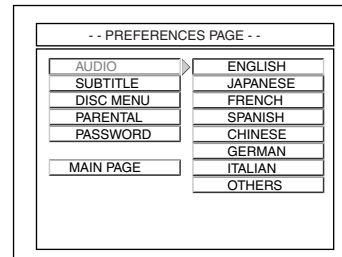 - - PREFERENCES PAGE - -
AUDIO
SUBTITLE
DISC MENU
PARENTAL
PASSWORD
MAIN PAGE
ENGLISH
JAPANESE
FRENCH
SPANISH
CHINESE
GERMAN
ITALIAN
OTHERS